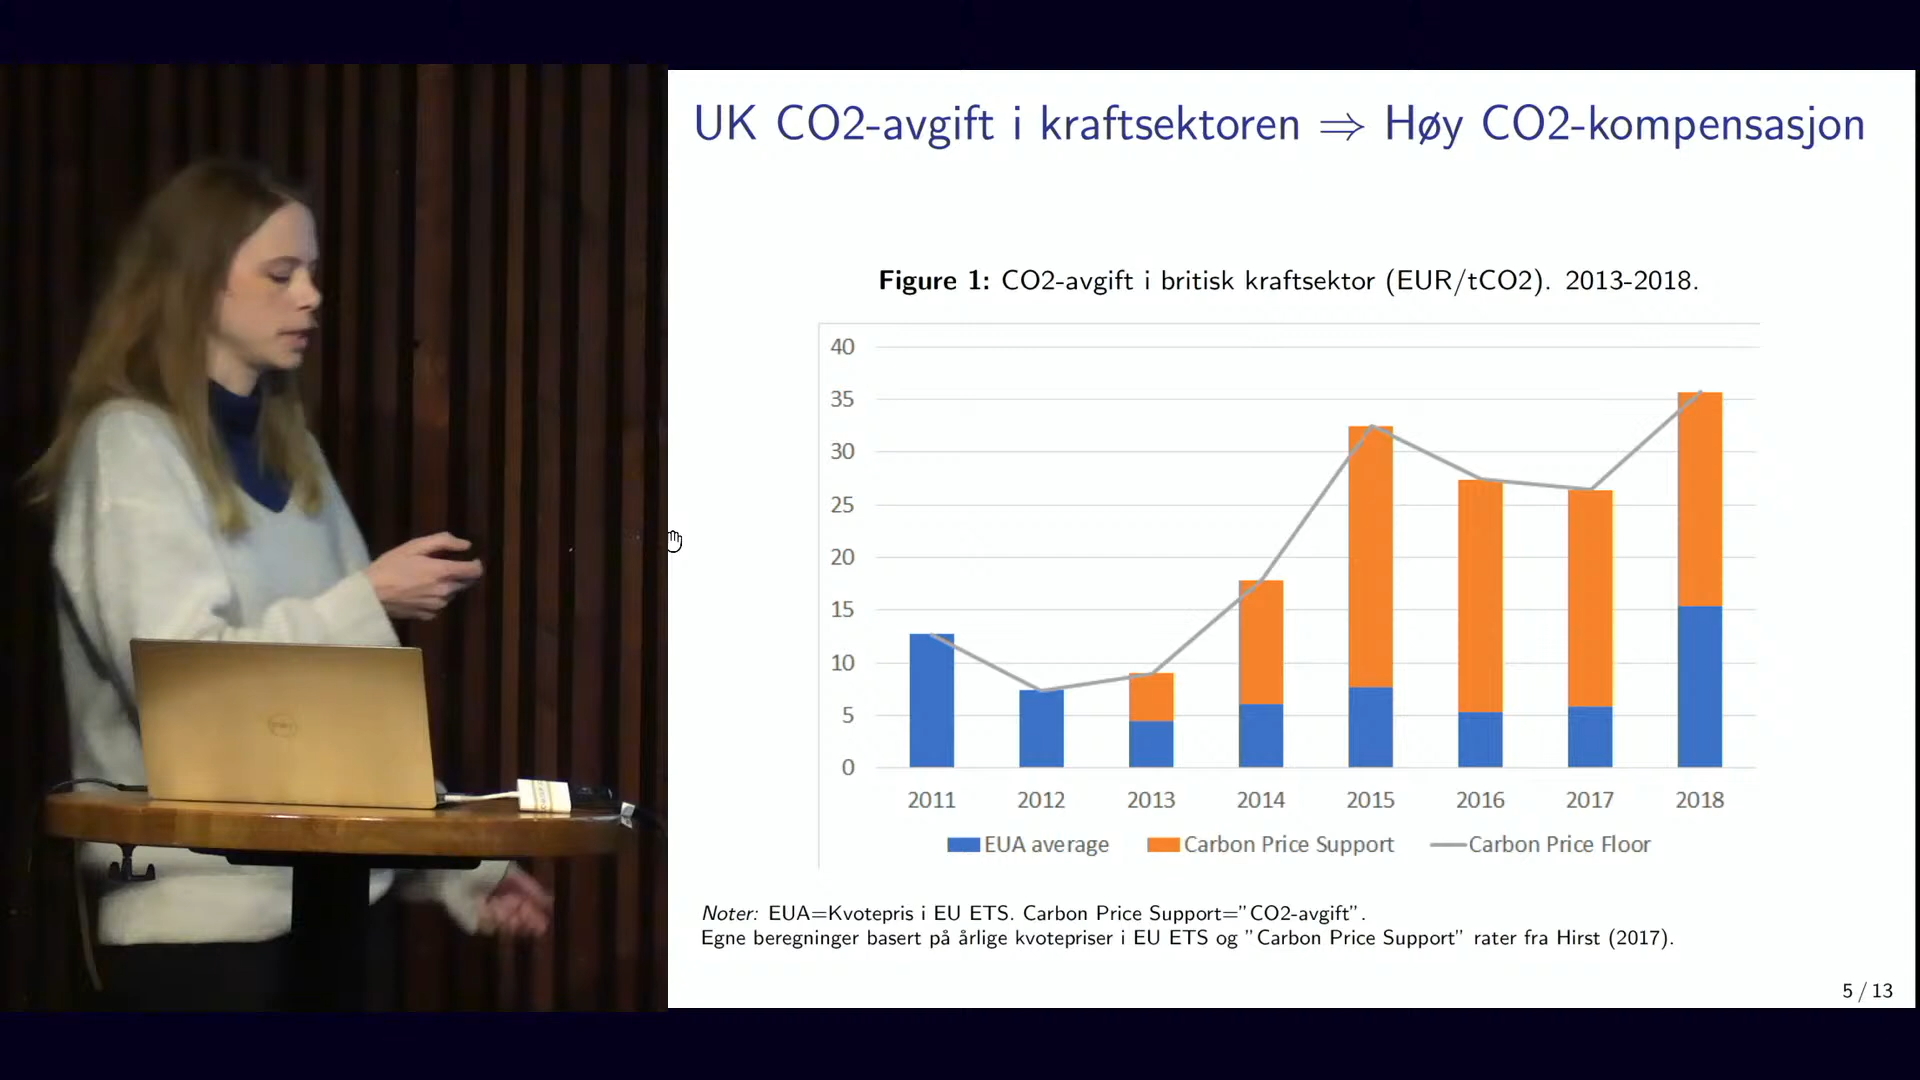 UK CO2-avgift i kraftsektoren ⇒ Høy CO2-kompensasjon
Figure 1: CO2-avgift i britisk kraftsektor (EUR/tCO2). 2013-2018.
40
35
30
25
20
15
10
5
0
2011 2012 2013 2014 2015 2016 2017 2018
EUA average Carbon Price Support Carbon Price Floor
Noter: EUA=Kvotepris i EU ETS. Carbon Price Support="CO2-avgift".
Egne beregninger basert på årlige kvotepriser i EU ETS og "Carbon Price Support" rater fra Hirst (2017).
5 / 13
DELL